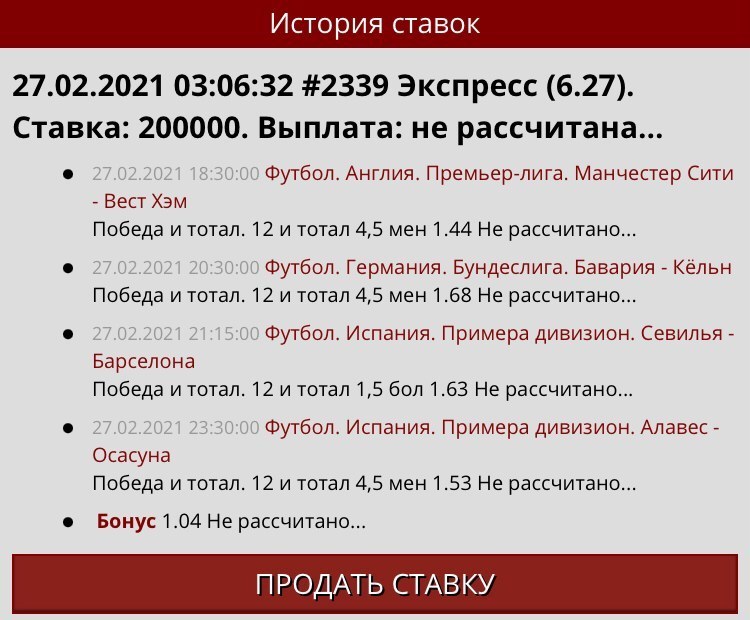 История ставок
27.02.2021 03:06:32 #2339 Экспресс (6.27).
Ставка: 200000. Выплата: не рассчитана...
27.02.2021 18:30:00 Футбол. Англия. Премьер-лига. Манчестер Сити
- Вест Хэм
Победа и тотал. 12 и тотал 4,5 мен 1.44 Не рассчитано...
27.02.2021 20:30:00 Футбол. Германия. Бундеслига. Бавария - Кёльн
Победа и тотал. 12 и тотал 4,5 мен 1.68 Не рассчитано...
27.02.2021 21:15:00 Футбол. Испания. Примера дивизион. Севилья -
Барселона
Победа и тотал. 12 и тотал 1,5 бол 1.63 Не рассчитано...
27.02.2021 23:30:00 Футбол. Испания. Примера дивизион. Алавес -
Осасуна
Победа и тотал. 12 и тотал 4,5 мен 1.53 Не рассчитано...
Бонус 1.04 Не рассчитано...
ПРОДАТЬ СТАВКУ